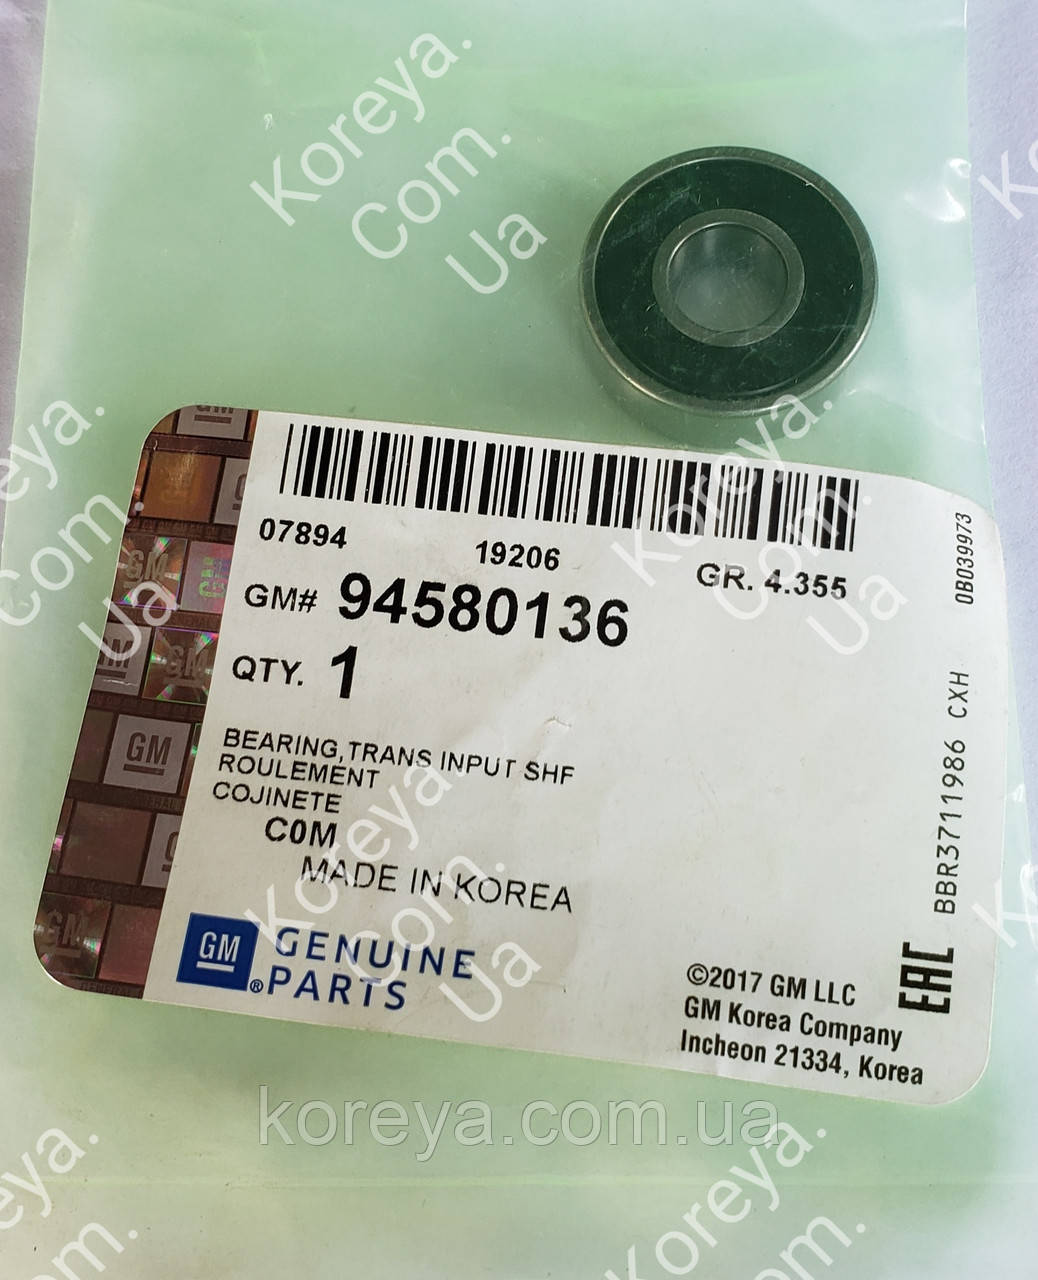 Koreya.
Com.
Ua
07894
19206
GR. 4.355
GM# 94580136
QTY. 1
BEARING,TRANS INPUT SHF
ROULEMENT
COJINETE
C0M
MADE IN KOREA
GM GENUINE
® PARTS
©2017 GM LLC
GM Korea Company
Incheon 21334, Korea
BBR3711986 CXH
0B039973
EAC
GM
koreya.com.ua